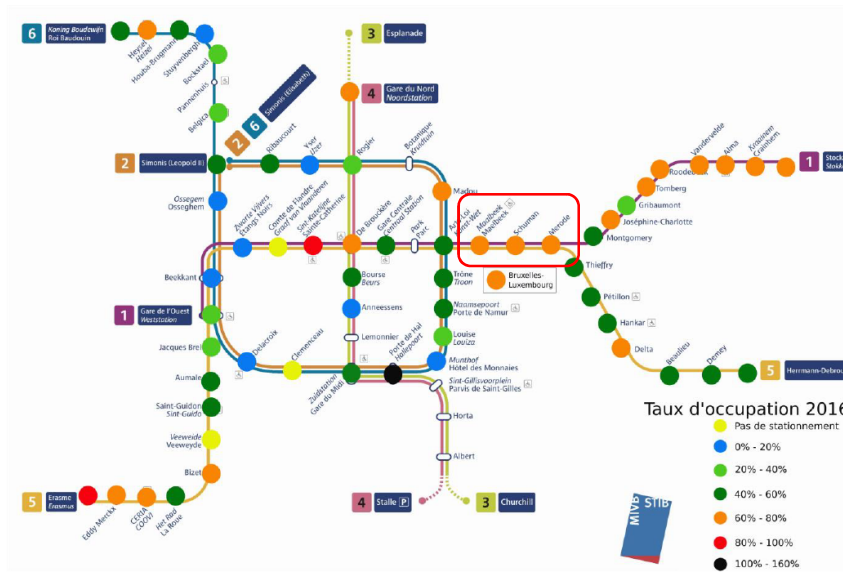 6
Koning Boudewijn
Roi Baudouin
Heysel
Heizel
Houba-Brugmann
Stuyvenbergh
Bockstael
Pannenhuis
Belgica
2
6
Simonis (Elisabeth)
3
Esplanade
4
Gare du Nord
Noordstation
2
Simonis (Leopold II)
Ribaucourt
Yser
IJzer
Rogier
Botanique
Kruidtuin
Madou
Ossegem
Osseghem
Zwarte Vijvers
Étangs Noirs
Comte de Flandre
Graaf van Vlaanderen
Sint-Katelijne
Sainte-Catherine
De Brouckère
Gare Centrale
Centraal Station
Park
Parc
Arts-Loi
Kunst-Wet
Maalbeek
Maelbeek
Schuman
Merode
Bruxelles-
Luxembourg
Montgomery
Joséphine-Charlotte
Gribaumont
Tomberg
Vandervelde
Alma
Kraainem
Crainhem
1
Thieffry
Pétillon
Hankar
Delta
Beaulieu
Demey
5
Beekkant
1
Gare de l'Ouest
Weststation
Bourse
Beurs
Anneessens
Lemonnier
Zuidstation
Gare du Midi
Porte de Hal
Hallepoort
Trône
Troon
Naamsepoort
Porte de Namur
Louise
Louiza
Munthof
Hôtel des Monnaies
Sint-Gillisvoorplein
Parvis de Saint-Gilles
Horta
Albert
4
Stalle P
3
Churchill
Delacroix
Clemenceau
Jacques Brel
Aumale
Saint-Guidon
Sint-Guido
Veeweide
Veeweyde
Bizet
5
Erasme
Erasmus
Eddy Merckx
CERIA
COOVI
Het Rad
La Roue
Taux d'occupation 2016
Pas de stationnement
0% - 20%
20% - 40%
40% - 60%
60% - 80%
80% - 100%
100% - 160%
MIVB
STIB